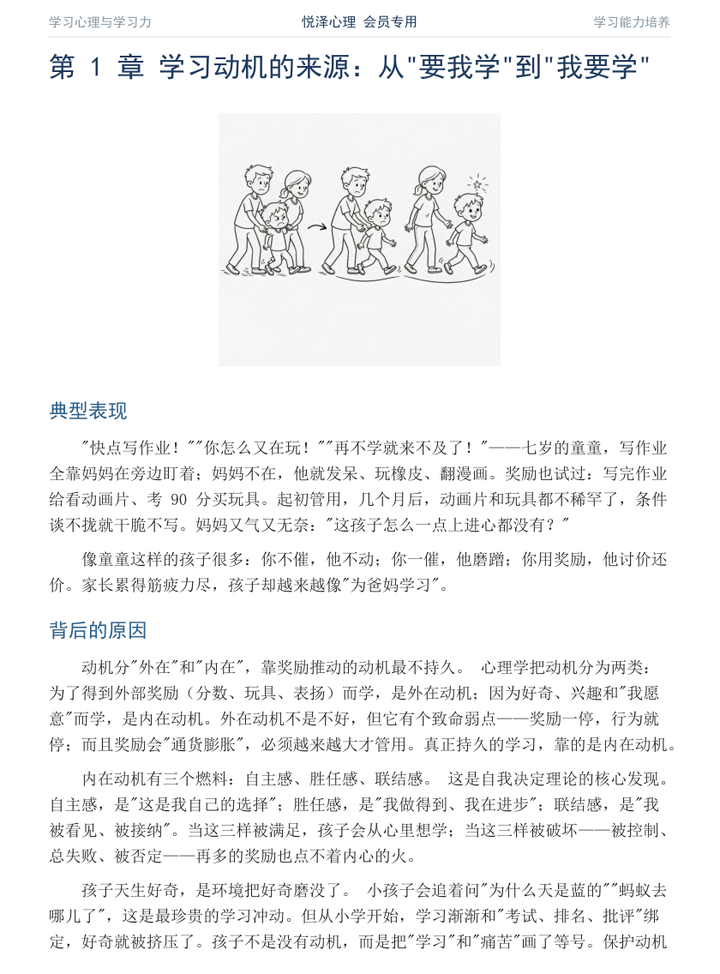 学习心理与学习力
悦泽心理 会员专用
学习能力培养
第 1 章 学习动机的来源：从"要我学"到"我要学"
典型表现
"快点写作业！""你怎么又在玩！""再不学就来不及了！"——七岁的童童，写作业
全靠妈妈在旁边盯着；妈妈不在，他就发呆、玩橡皮、翻漫画。奖励也试过：写完作业
给看动画片、考 90 分买玩具。起初管用，几个月后，动画片和玩具都不稀罕了，条件
谈不拢就干脆不写。妈妈又气又无奈："这孩子怎么一点上进心都没有？"
像童童这样的孩子很多：你不催，他不动；你一催，他磨蹭；你用奖励，他讨价还
价。家长累得筋疲力尽，孩子却越来越像"为爸妈学习"。
背后的原因
动机分"外在"和"内在"，靠奖励推动的动机最不持久。 心理学把动机分为两类：
为了得到外部奖励（分数、玩具、表扬）而学，是外在动机；因为好奇、兴趣和"我愿
意"而学，是内在动机。外在动机不是不好，但它有个致命弱点——奖励一停，行为就
停；而且奖励会"通货膨胀"，必须越来越大才管用。真正持久的学习，靠的是内在动机。
内在动机有三个燃料：自主感、胜任感、联结感。 这是自我决定理论的核心发现。
自主感，是"这是我自己的选择"；胜任感，是"我做得到、我在进步"；联结感，是"我
被看见、被接纳"。当这三样被满足，孩子会从心里想学；当这三样被破坏——被控制、
总失败、被否定——再多的奖励也点不着内心的火。
孩子天生好奇，是环境把好奇磨没了。 小孩子会追着问"为什么天是蓝的""蚂蚁去
哪儿了"，这是最珍贵的学习冲动。但从小学开始，学习渐渐和"考试、排名、批评"绑
定，好奇就被挤压了。孩子不是没有动机，而是把"学习"和"痛苦"画了等号。保护动机